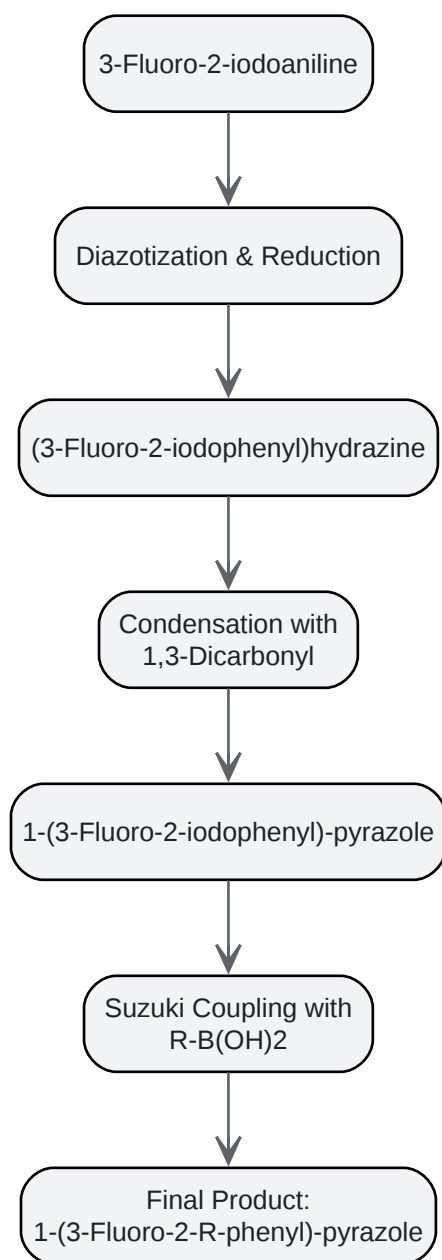 3-Fluoro-2-iodoaniline
Diazotization & Reduction
(3-Fluoro-2-iodophenyl)hydrazine
Condensation with
1,3-Dicarbonyl
1-(3-Fluoro-2-iodophenyl)-pyrazole
Suzuki Coupling with
R-B(OH)2
Final Product:
1-(3-Fluoro-2-R-phenyl)-pyrazole